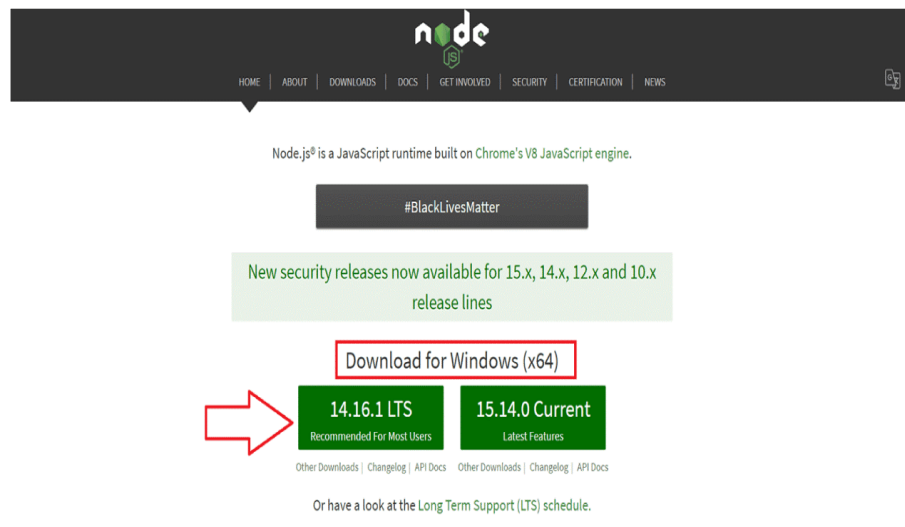 node
JS
HOME | ABOUT | DOWNLOADS | DOCS | GET INVOLVED | SECURITY | CERTIFICATION | NEWS
Node.js® is a JavaScript runtime built on Chrome's V8 JavaScript engine.
#BlackLivesMatter
New security releases now available for 15.x, 14.x, 12.x and 10.x
release lines
Download for Windows (x64)
14.16.1 LTS
Recommended For Most Users
15.14.0 Current
Latest Features
Other Downloads | Changelog | API Docs
Other Downloads | Changelog | API Docs
Or have a look at the Long Term Support (LTS) schedule.